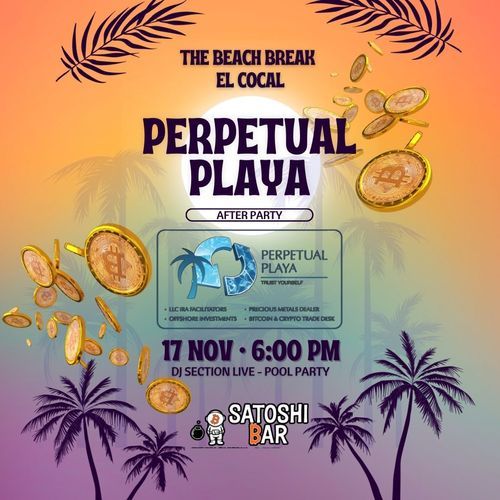 THE BEACH BREAK
EL COCAL
PERPETUAL
PLAYA
AFTER PARTY
PERPETUAL
PLAYA
TRUST YOURSELF
• LLC IRA FACILITATORS
• OFFSHORE INVESTMENTS
• PRECIOUS METALS DEALER
• BITCOIN & CRYPTO TRADE DESK
17 NOV • 6:00 PM
DJ SECTION LIVE - POOL PARTY
SATOSHI
BAR